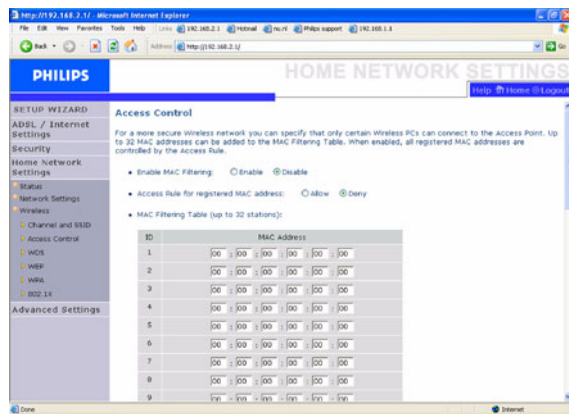 http://192.168.2.1/ - Microsoft Internet Explorer
File Edit View Favorites Tools Help Links 192.168.2.1 Hotmail nu.nl Philips support 192.168.1.1
Back Address http://192.168.2.1/ Go
PHILIPS
HOME NETWORK SETTINGS
Help Home Logout
SETUP WIZARD
ADSL / Internet Settings
Security
Home Network Settings
Status
Network Settings
Wireless
Channel and SSID
Access Control
WDS
WEP
WPA
802.1X
Advanced Settings
Access Control
For a more secure Wireless network you can specify that only certain Wireless PCs can connect to the Access Point. Up
to 32 MAC addresses can be added to the MAC Filtering Table. When enabled, all registered MAC addresses are
controlled by the Access Rule.
Enable MAC Filtering: Enable Disable
Access Rule for registered MAC address: Allow Deny
MAC Filtering Table (up to 32 stations):
ID MAC Address
1 00 : 00 : 00 : 00 : 00 : 00
2 00 : 00 : 00 : 00 : 00 : 00
3 00 : 00 : 00 : 00 : 00 : 00
4 00 : 00 : 00 : 00 : 00 : 00
5 00 : 00 : 00 : 00 : 00 : 00
6 00 : 00 : 00 : 00 : 00 : 00
7 00 : 00 : 00 : 00 : 00 : 00
8 00 : 00 : 00 : 00 : 00 : 00
9 00 : 00 : 00 : 00 : 00 : 00
Done Internet